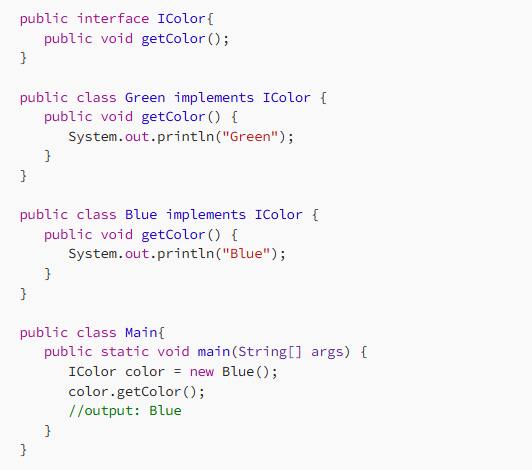 public interface IColor{
   public void getColor();
}

public class Green implements IColor {
   public void getColor() {
      System.out.println("Green");
   }
}

public class Blue implements IColor {
   public void getColor() {
      System.out.println("Blue");
   }
}

public class Main{
   public static void main(String[] args) {
      IColor color = new Blue();
      color.getColor();
      //output: Blue
   }
}